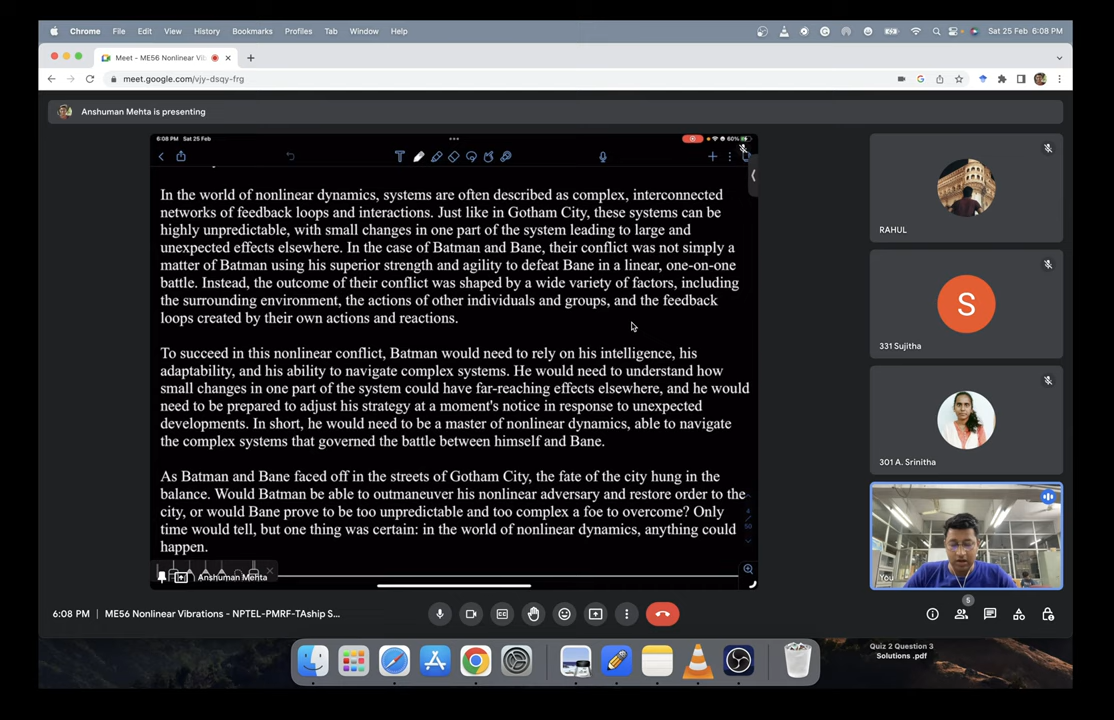 Chrome File Edit View History Bookmarks Profiles Tab Window Help Sat 25 Feb 6:08 PM
Meet - ME56 Nonlinear Vib
meet.google.com/vjy-dsqy-frg
Anshuman Mehta is presenting
6:08 PM Sat 25 Feb 60%
In the world of nonlinear dynamics, systems are often described as complex, interconnected
networks of feedback loops and interactions. Just like in Gotham City, these systems can be
highly unpredictable, with small changes in one part of the system leading to large and
unexpected effects elsewhere. In the case of Batman and Bane, their conflict was not simply a
matter of Batman using his superior strength and agility to defeat Bane in a linear, one-on-one
battle. Instead, the outcome of their conflict was shaped by a wide variety of factors, including
the surrounding environment, the actions of other individuals and groups, and the feedback
loops created by their own actions and reactions.
To succeed in this nonlinear conflict, Batman would need to rely on his intelligence, his
adaptability, and his ability to navigate complex systems. He would need to understand how
small changes in one part of the system could have far-reaching effects elsewhere, and he would
need to be prepared to adjust his strategy at a moment's notice in response to unexpected
developments. In short, he would need to be a master of nonlinear dynamics, able to navigate
the complex systems that governed the battle between himself and Bane.
As Batman and Bane faced off in the streets of Gotham City, the fate of the city hung in the
balance. Would Batman be able to outmaneuver his nonlinear adversary and restore order to the
city, or would Bane prove to be too unpredictable and too complex a foe to overcome? Only
time would tell, but one thing was certain: in the world of nonlinear dynamics, anything could
happen.
4
50
Anshuman Mehta
RAHUL
S
331 Sujitha
301 A. Srinitha
You
6:08 PM | ME56 Nonlinear Vibrations - NPTEL-PMRF-TAship S...
5
Quiz 2 Question 3
Solutions .pdf